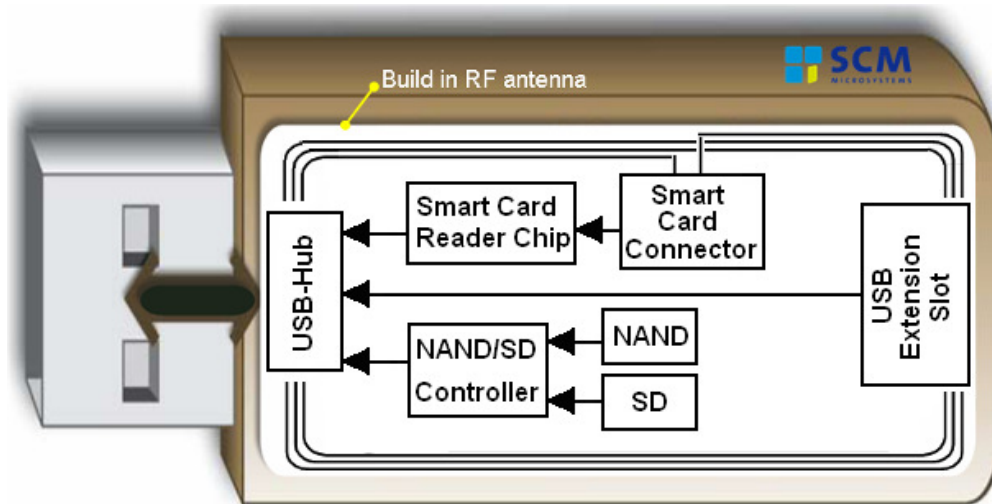 Build in RF antenna
SCM
MICROSYSTEMS
Smart Card
Reader Chip
Smart
Card
Connector
USB-Hub
USB
Extension
Slot
NAND/SD
Controller
NAND
SD